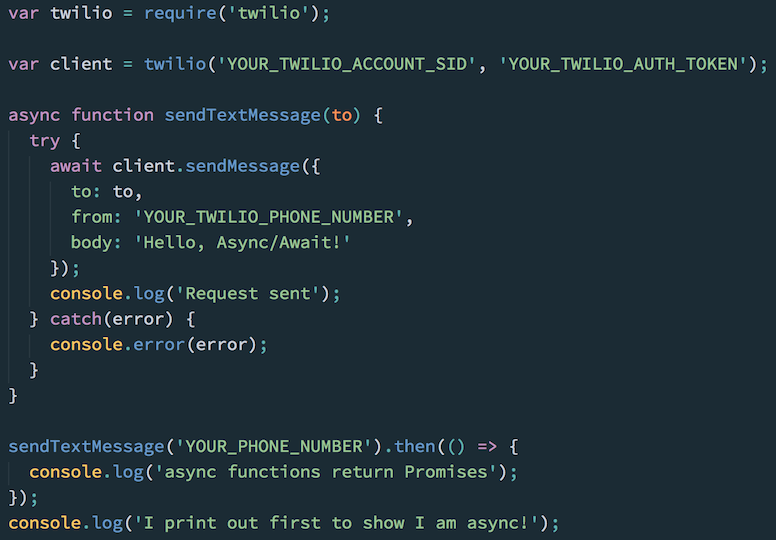 var twilio = require('twilio');
var client = twilio('YOUR_TWILIO_ACCOUNT_SID', 'YOUR_TWILIO_AUTH_TOKEN');
async function sendTextMessage(to) {
  try {
    await client.sendMessage({
      to: to,
      from: 'YOUR_TWILIO_PHONE_NUMBER',
      body: 'Hello, Async/Await!'
    });
    console.log('Request sent');
  } catch(error) {
    console.error(error);
  }
}
sendTextMessage('YOUR_PHONE_NUMBER').then(() => {
  console.log('async functions return Promises');
});
console.log('I print out first to show I am async!');